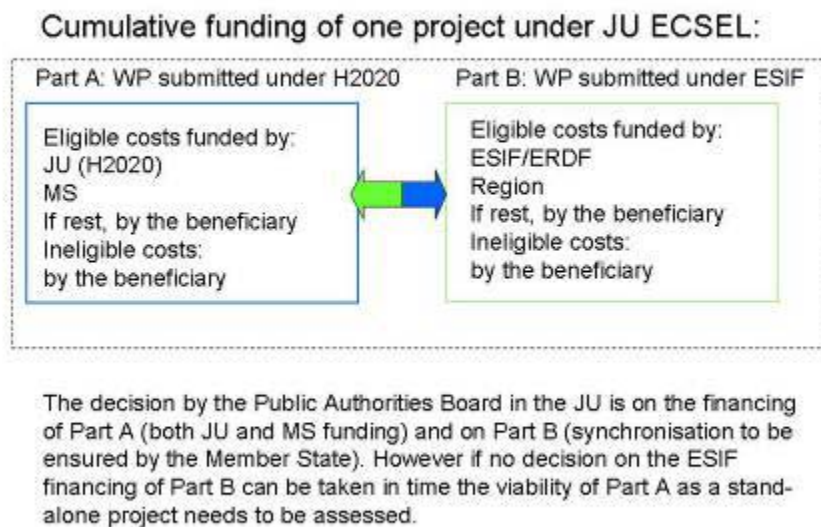 Cumulative funding of one project under JU ECSEL:
Part A: WP submitted under H2020
Eligible costs funded by:
JU (H2020)
MS
If rest, by the beneficiary
Ineligible costs:
by the beneficiary
Part B: WP submitted under ESIF
Eligible costs funded by:
ESIF/ERDF
Region
If rest, by the beneficiary
Ineligible costs:
by the beneficiary
The decision by the Public Authorities Board in the JU is on the financing
of Part A (both JU and MS funding) and on Part B (synchronisation to be
ensured by the Member State). However if no decision on the ESIF
financing of Part B can be taken in time the viability of Part A as a stand-
alone project needs to be assessed.